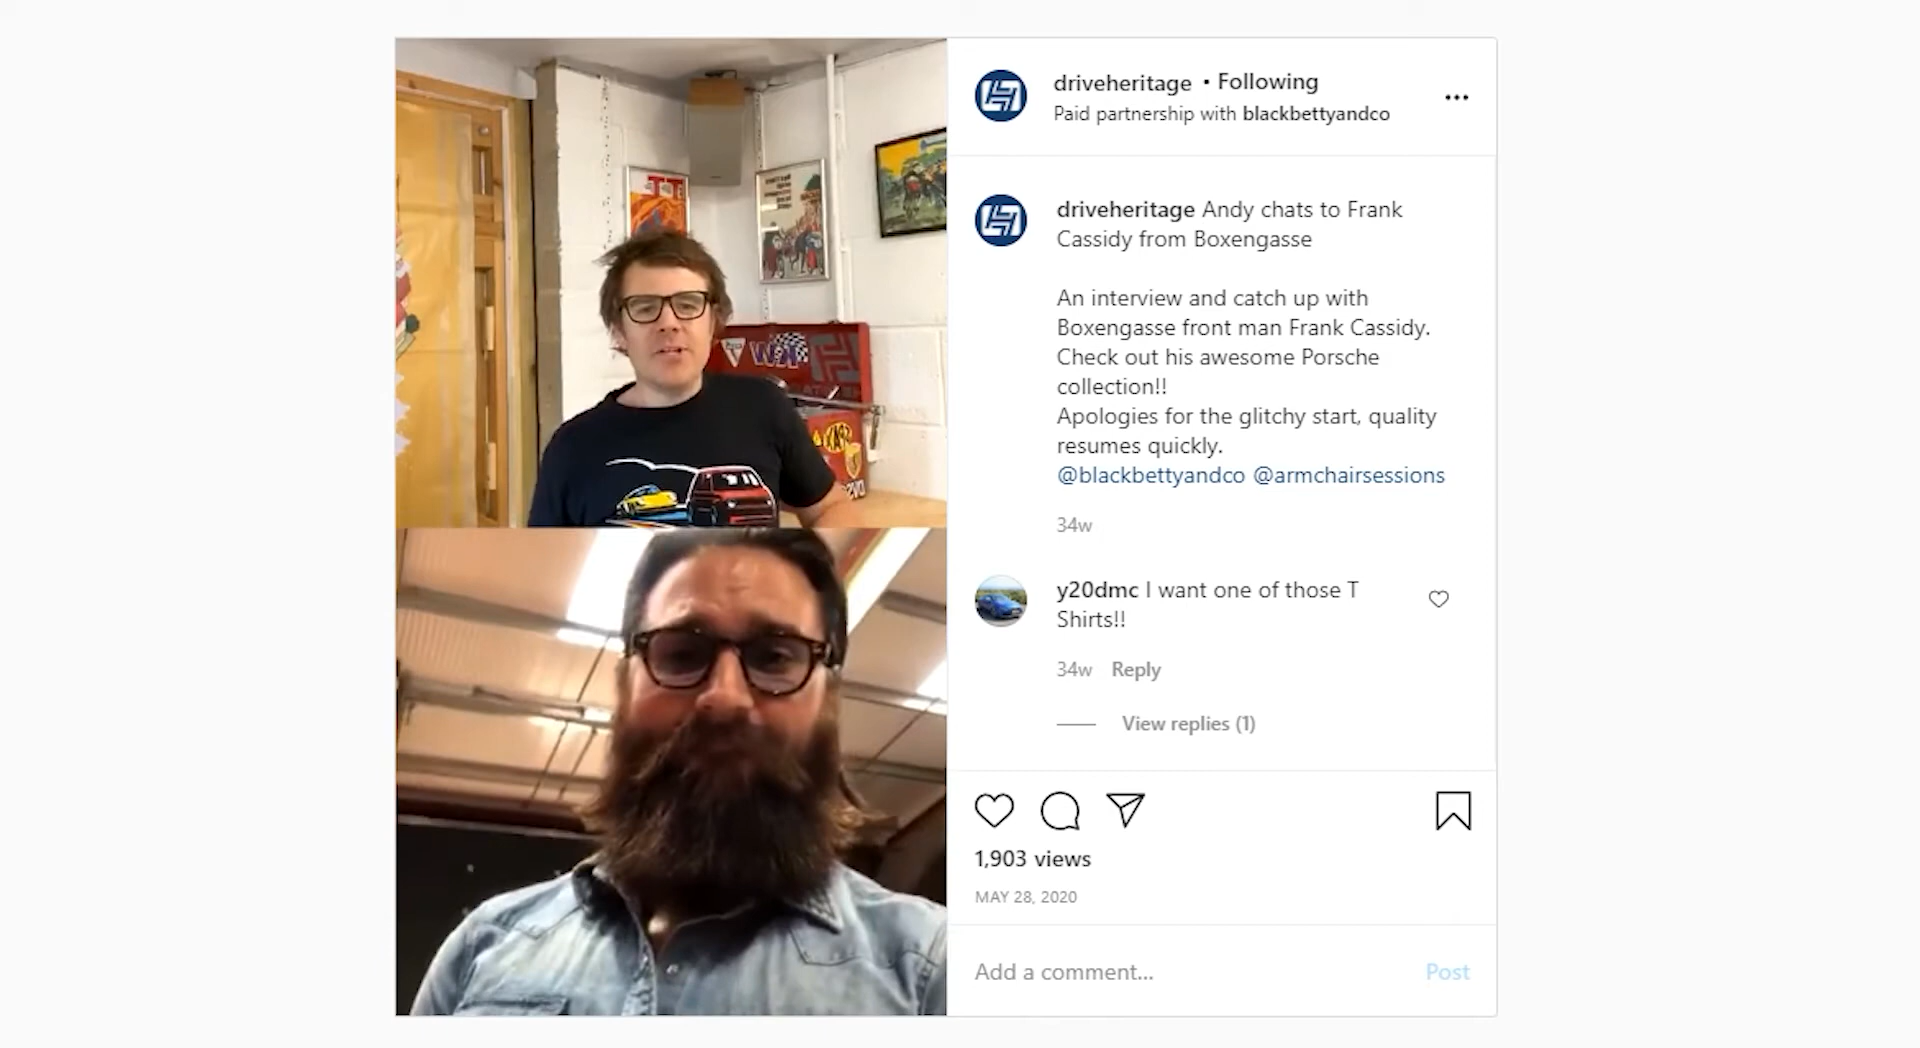 driveheritage • Following
Paid partnership with blackbettyandco
driveheritage Andy chats to Frank
Cassidy from Boxengasse
An interview and catch up with
Boxengasse front man Frank Cassidy.
Check out his awesome Porsche
collection!!
Apologies for the glitchy start, quality
resumes quickly.
@blackbettyandco @armchairsessions
34w
y20dmc I want one of those T
Shirts!!
34w Reply
View replies (1)
1,903 views
MAY 28, 2020
Add a comment... Post